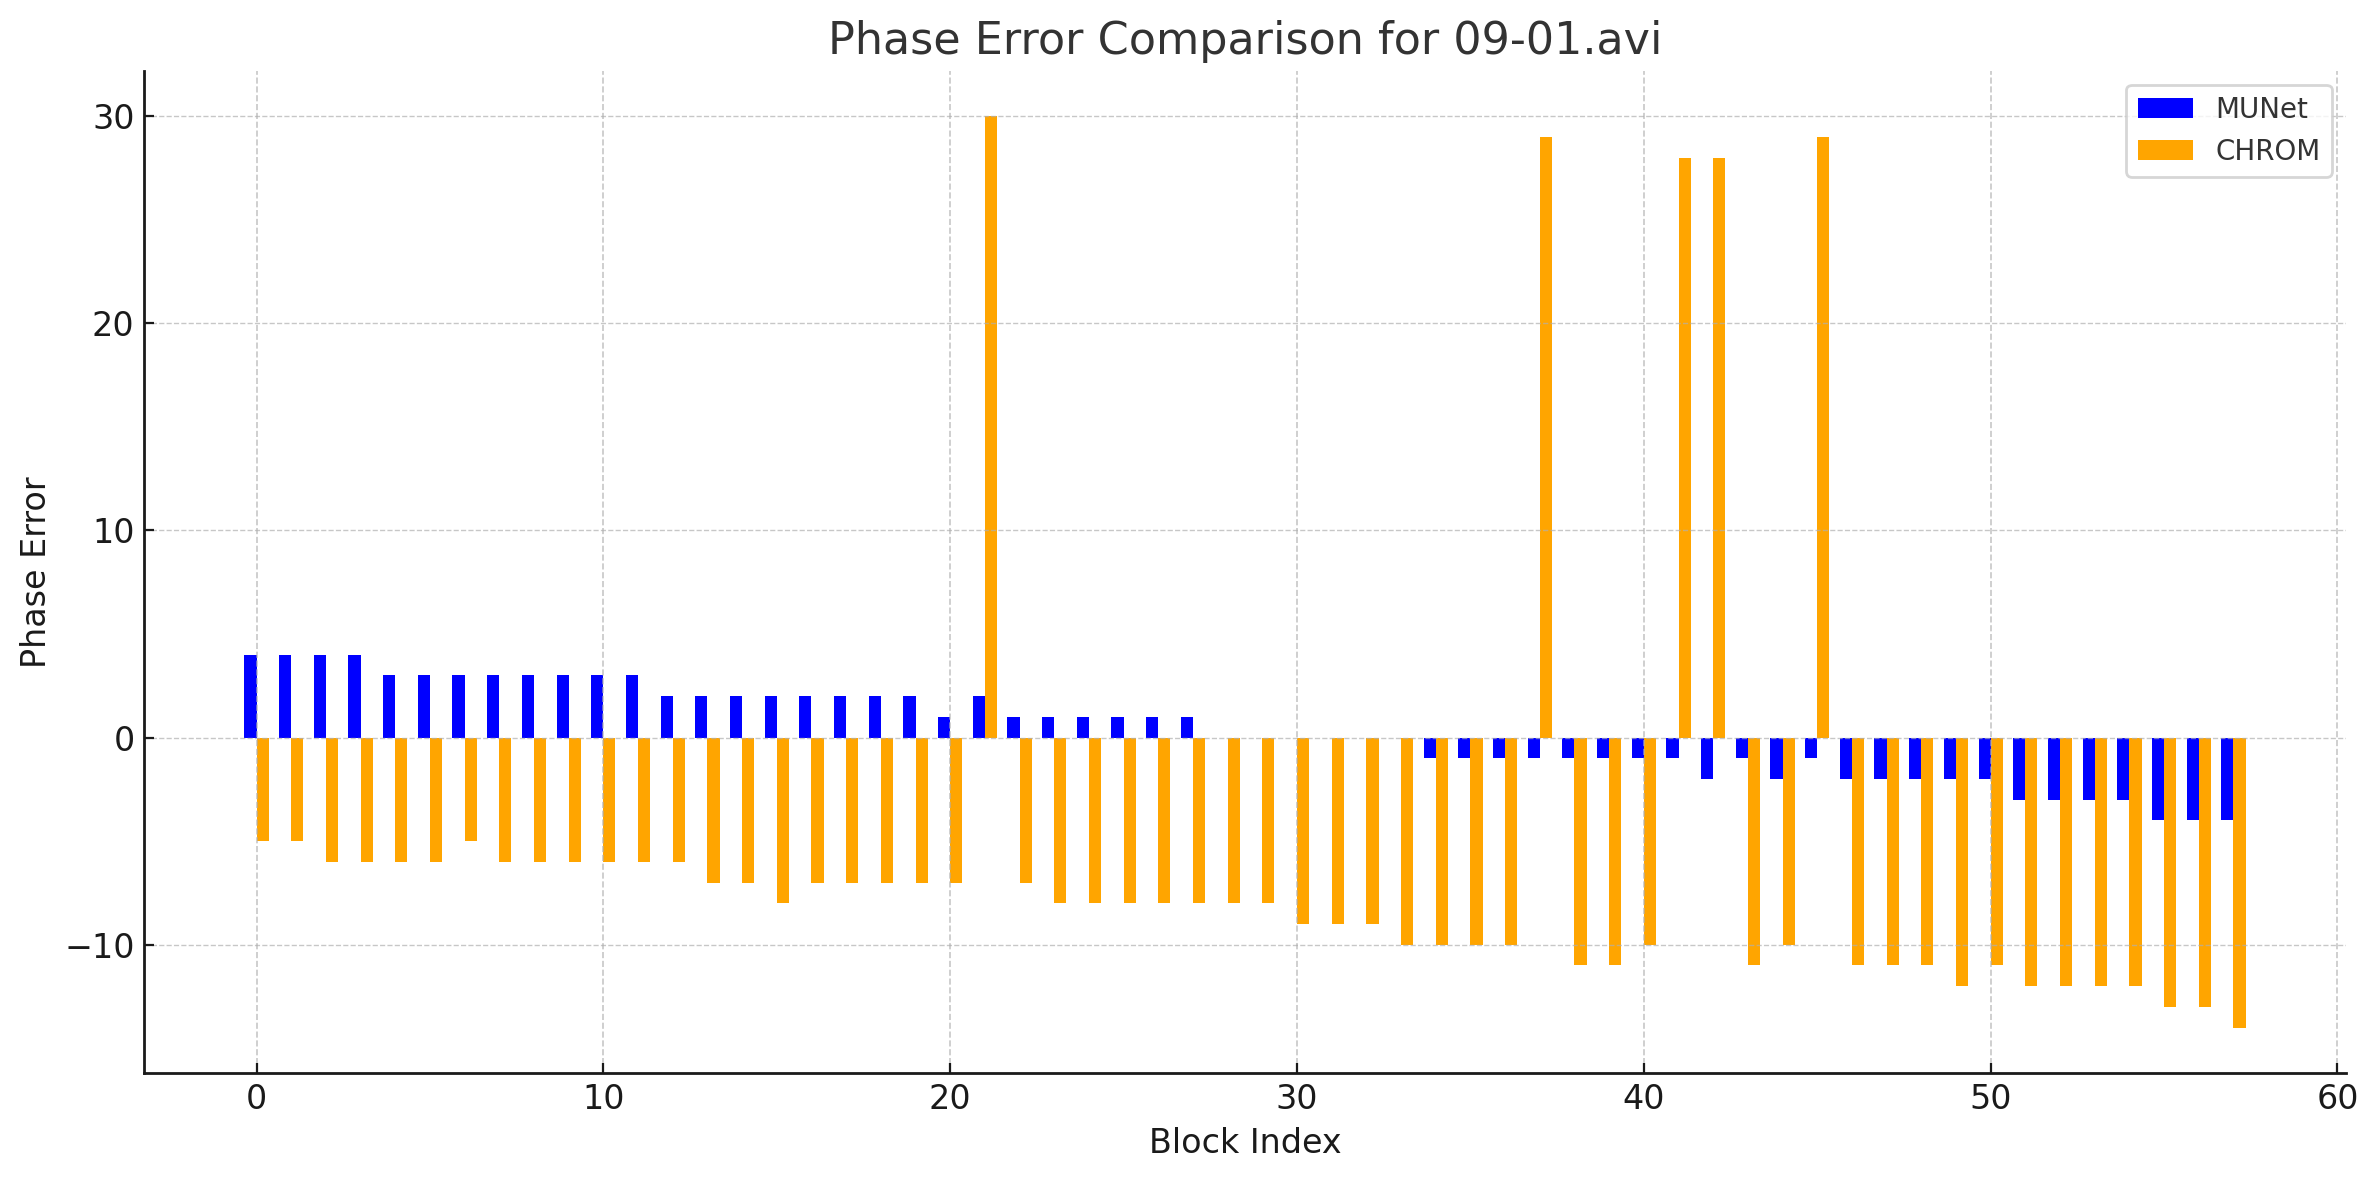 Phase Error Comparison for 09-01.avi
MUNet
CHROM
30
20
10
0
−10
Phase Error
0 10 20 30 40 50 60
Block Index